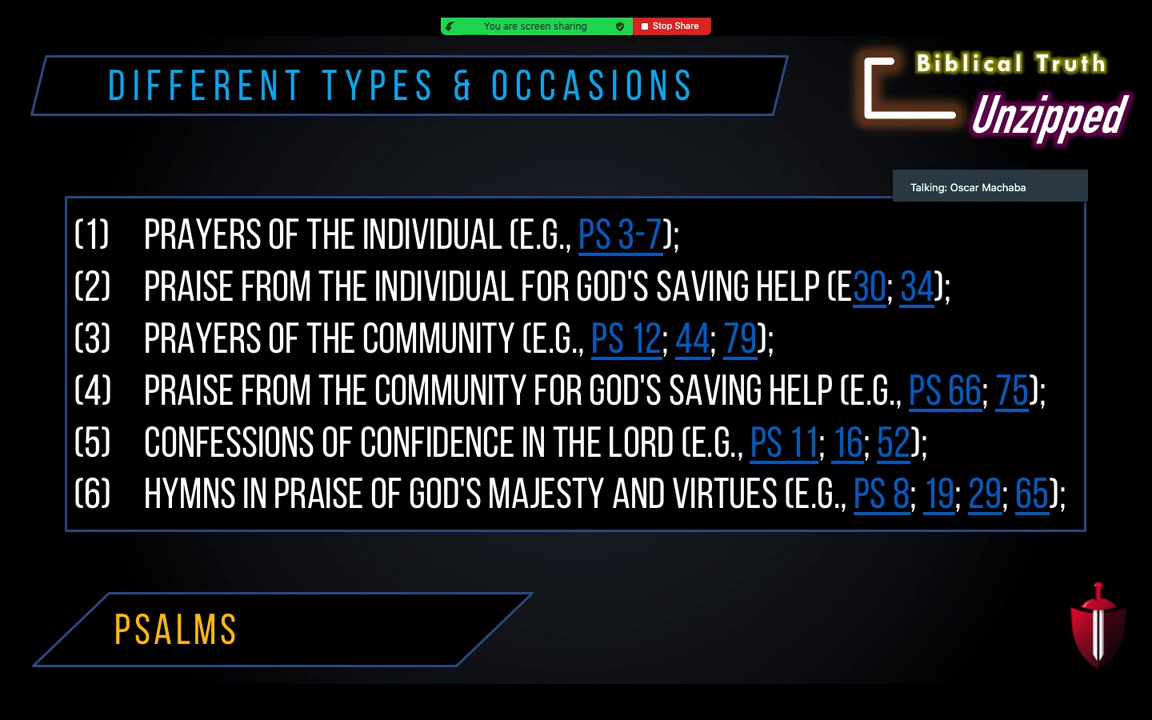 You are screen sharing
Stop Share
DIFFERENT TYPES & OCCASIONS
Biblical Truth
Unzipped
Talking: Oscar Machaba
(1) PRAYERS OF THE INDIVIDUAL (E.G., PS 3-7);
(2) PRAISE FROM THE INDIVIDUAL FOR GOD'S SAVING HELP (E30; 34);
(3) PRAYERS OF THE COMMUNITY (E.G., PS 12; 44; 79);
(4) PRAISE FROM THE COMMUNITY FOR GOD'S SAVING HELP (E.G., PS 66; 75);
(5) CONFESSIONS OF CONFIDENCE IN THE LORD (E.G., PS 11; 16; 52);
(6) HYMNS IN PRAISE OF GOD'S MAJESTY AND VIRTUES (E.G., PS 8; 19; 29; 65);
PSALMS